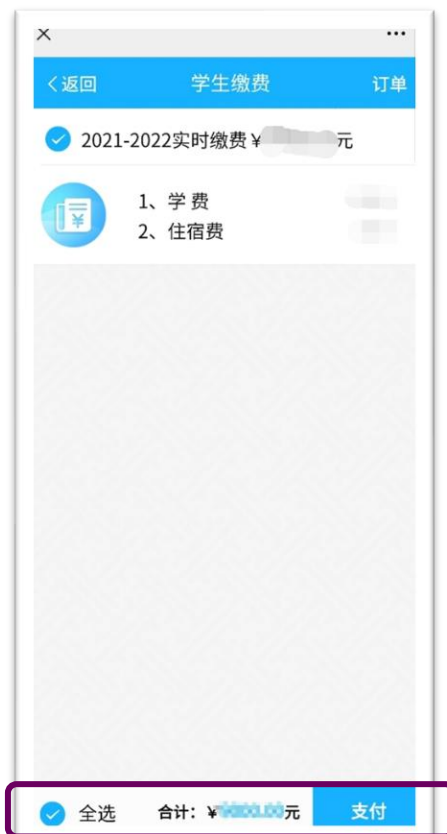 <返回 学生缴费 订单
2021-2022实时缴费¥ 元
1、学 费
2、住宿费
全选 合计：¥ 元 支付